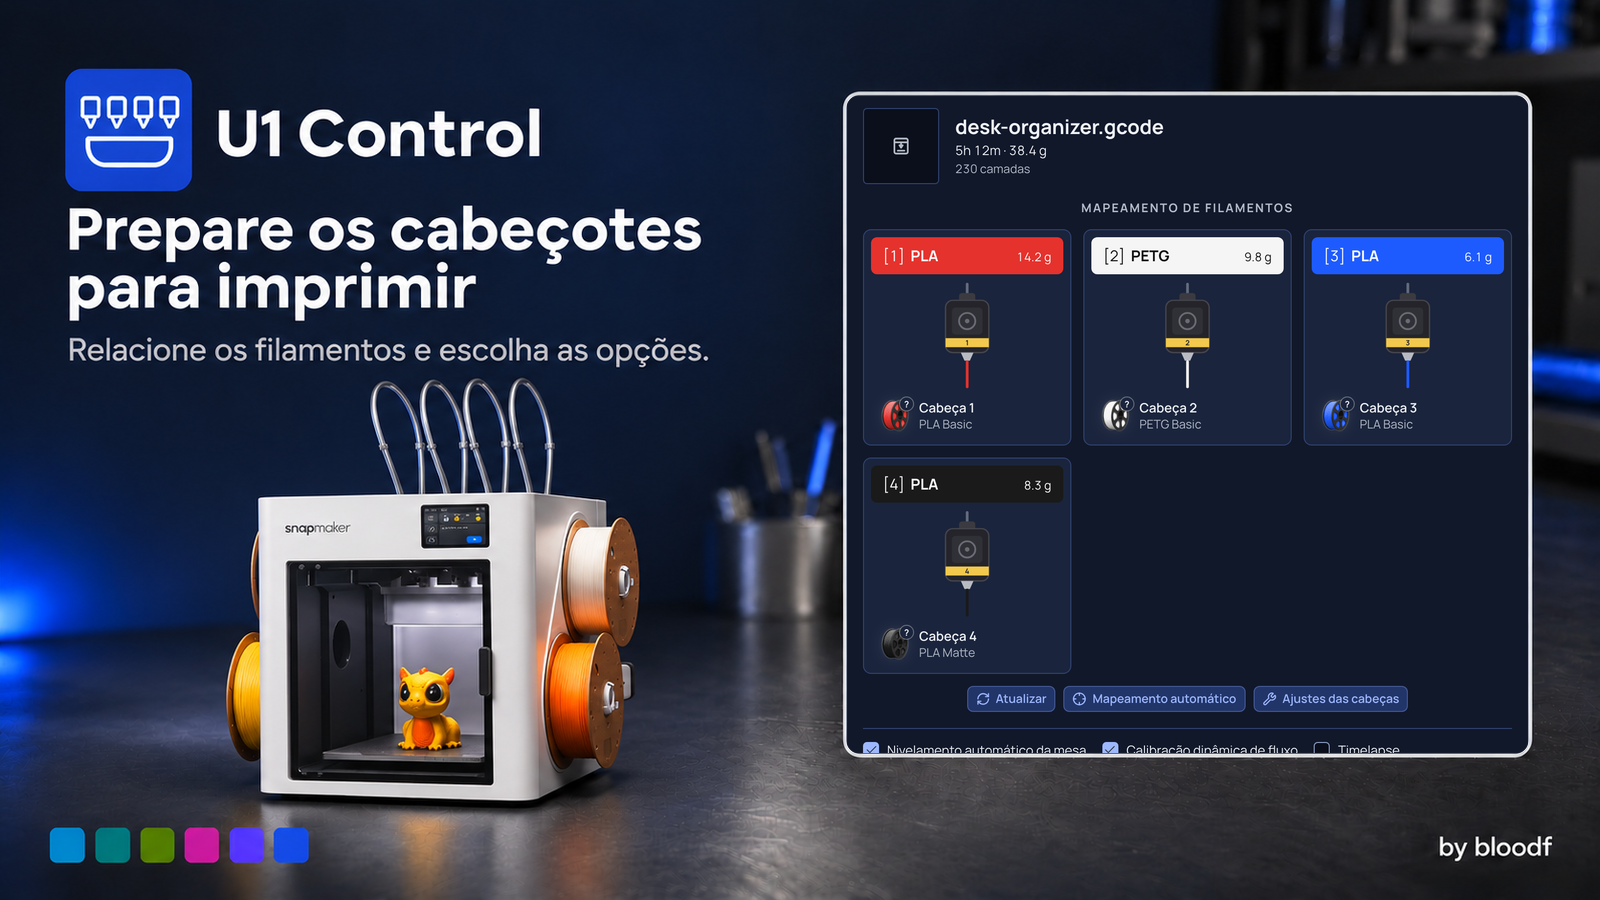 U1 Control
Prepare os cabeçotes
para imprimir
Relacione os filamentos e escolha as opções.
snapmaker
desk-organizer.gcode
5h 12m · 38.4 g
230 camadas
MAPEAMENTO DE FILAMENTOS
[1] PLA 14.2 g
[2] PETG 9.8 g
[3] PLA 6.1 g
1
2
3
?
Cabeça 1
PLA Basic
?
Cabeça 2
PETG Basic
?
Cabeça 3
PLA Basic
[4] PLA 8.3 g
4
?
Cabeça 4
PLA Matte
Atualizar
Mapeamento automático
Ajustes das cabeças
Nivelamento automático da mesa
Calibração dinâmica de fluxo
Timelapse
by bloodf